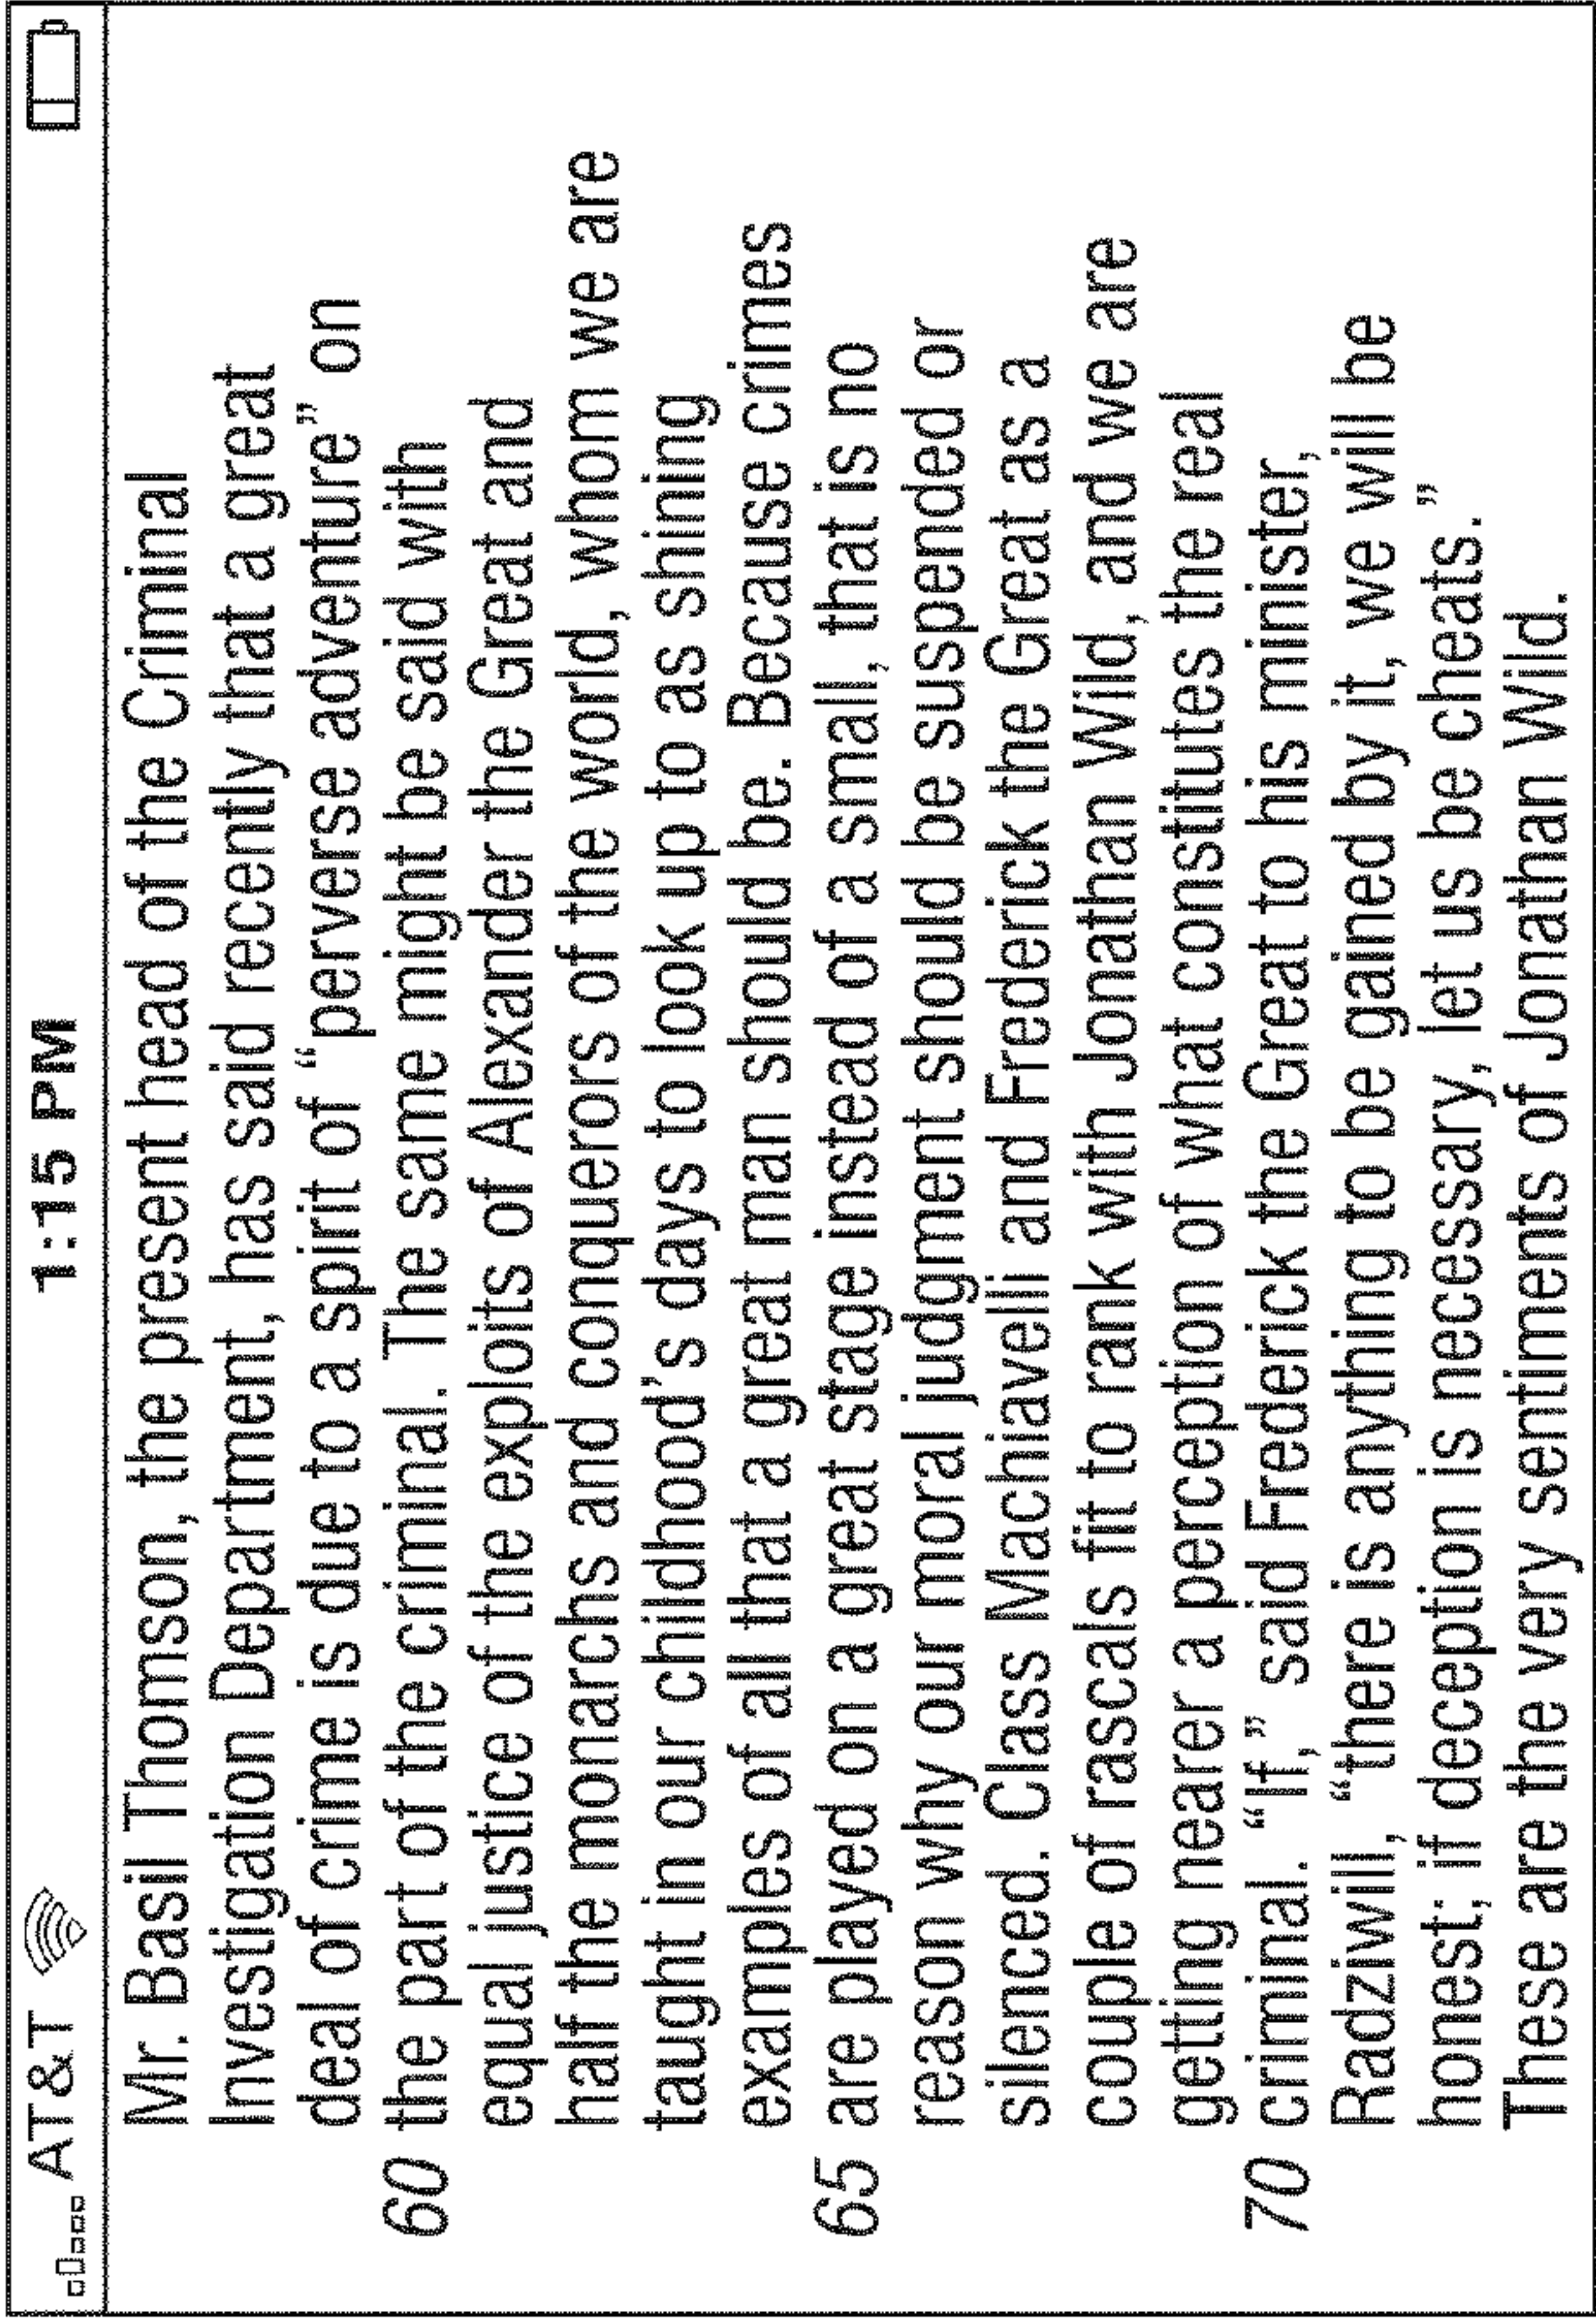 AT&T 1:15 PM
Mr. Basil Thomson, the present head of the Criminal
Investigation Department, has said recently that a great
deal of crime is due to a spirit of “perverse adventure” on
60 the part of the criminal. The same might be said with
equal justice of the exploits of Alexander the Great and
half the monarchs and conquerors of the world, whom we are
taught in our childhood's days to look up to as shining
examples of all that a great man should be. Because crimes
65 are played on a great stage instead of a small, that is no
reason why our moral judgment should be suspended or
silenced. Class Machiavelli and Frederick the Great as a
couple of rascals fit to rank with Jonathan Wild, and we are
getting nearer a perception of what constitutes the real
70 criminal. “If,” said Frederick the Great to his minister,
Radziwill, “there is anything to be gained by it, we will be
honest; if deception is necessary, let us be cheats.”
These are the very sentiments of Jonathan Wild.